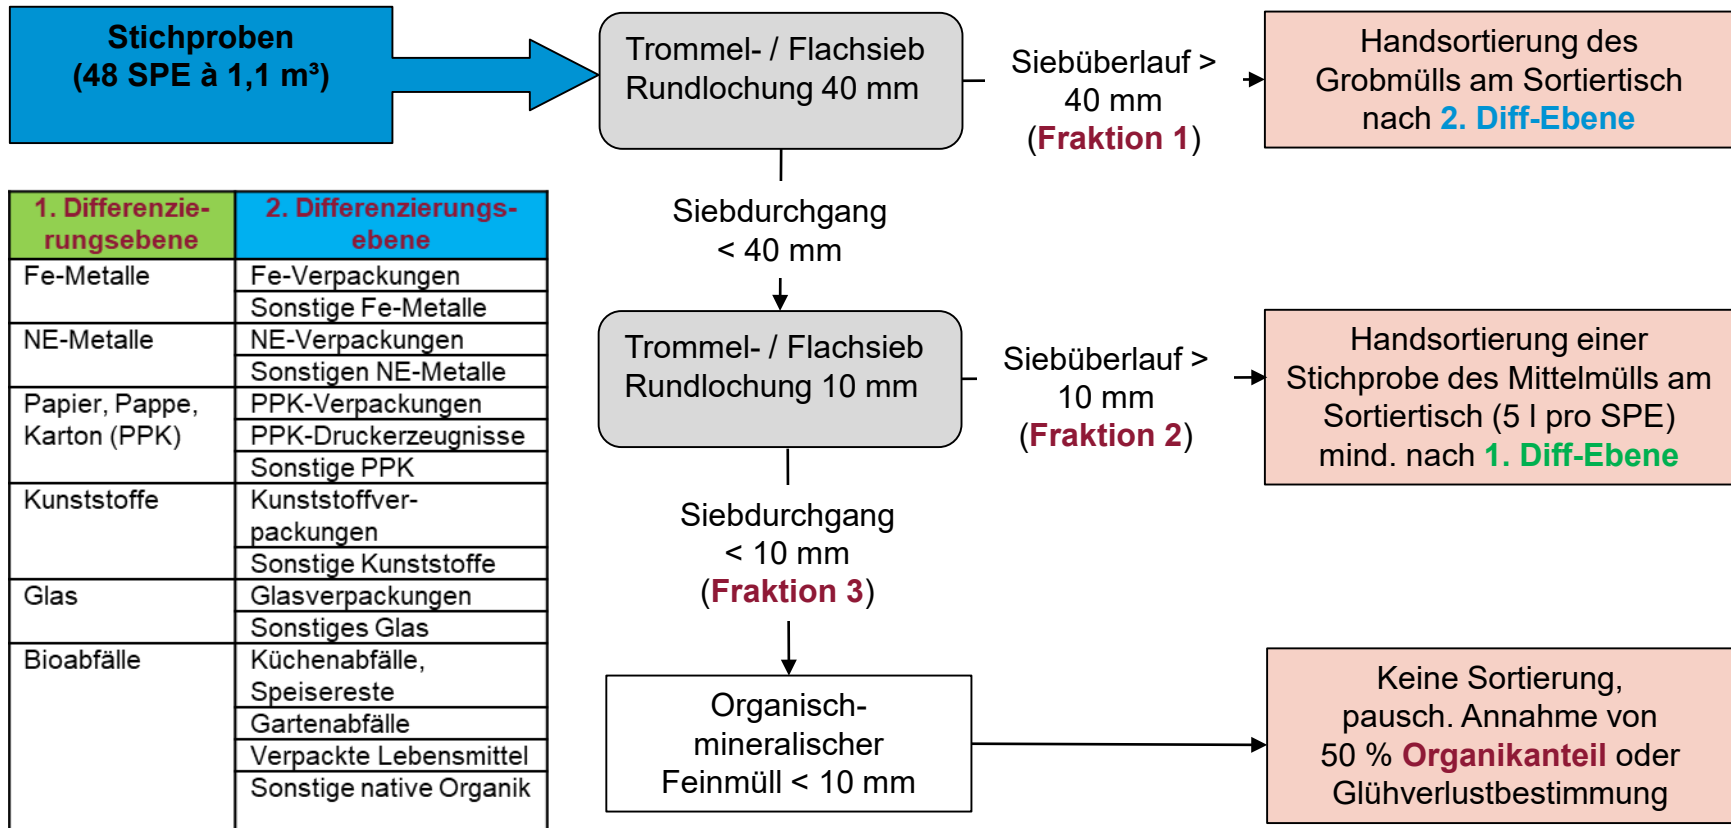 Stichproben
(48 SPE à 1,1 m³)
Trommel- / Flachsieb
Rundlochung 40 mm
Siebüberlauf >
40 mm
(Fraktion 1)
Handsortierung des
Grobmülls am Sortiertisch
nach 2. Diff-Ebene
Siebdurchgang
< 40 mm
Trommel- / Flachsieb
Rundlochung 10 mm
Siebüberlauf >
10 mm
(Fraktion 2)
Handsortierung einer
Stichprobe des Mittelmülls am
Sortiertisch (5 l pro SPE)
mind. nach 1. Diff-Ebene
Siebdurchgang
< 10 mm
(Fraktion 3)
Organisch-
mineralischer
Feinmüll < 10 mm
Keine Sortierung,
pausch. Annahme von
50 % Organikanteil oder
Glühverlustbestimmung
1. Differenzie-
rungsebene
2. Differenzierungs-
ebene
Fe-Metalle
Fe-Verpackungen
Sonstige Fe-Metalle
NE-Metalle
NE-Verpackungen
Sonstigen NE-Metalle
Papier, Pappe,
Karton (PPK)
PPK-Verpackungen
PPK-Druckerzeugnisse
Sonstige PPK
Kunststoffe
Kunststoffver-
packungen
Sonstige Kunststoffe
Glas
Glasverpackungen
Sonstiges Glas
Bioabfälle
Küchenabfälle,
Speisereste
Gartenabfälle
Verpackte Lebensmittel
Sonstige native Organik